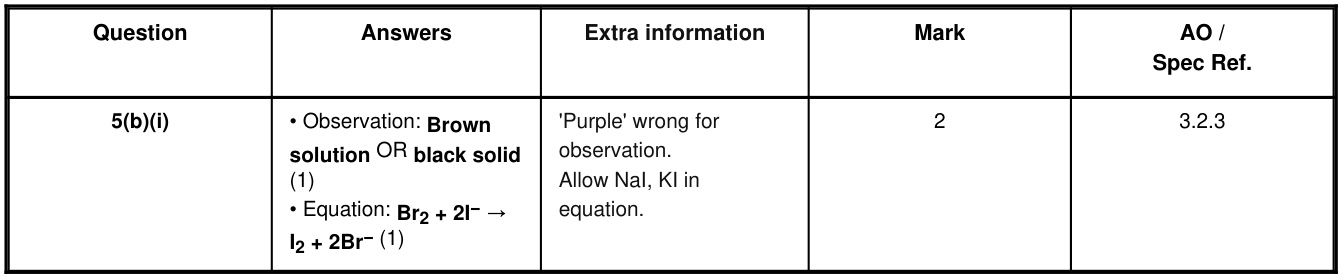 Question Answers Extra information Mark AO /
Spec Ref.
5(b)(i) • Observation: Brown 'Purple' wrong for 2 3.2.3
solution OR black solid observation.
(1) Allow NaI, KI in
• Equation: Br₂ + 2I⁻ → equation.
I₂ + 2Br⁻ (1)